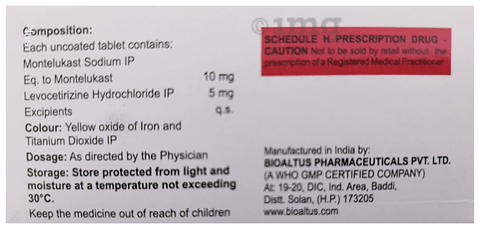 Composition:
Each uncoated tablet contains:
Montelukast Sodium IP
Eq. to Montelukast 10 mg
Levocetirizine Hydrochloride IP 5 mg
Excipients q.s.
Colour: Yellow oxide of Iron and
Titanium Dioxide IP
Dosage: As directed by the Physician
Storage: Store protected from light and
moisture at a temperature not exceeding
30°C.
Keep the medicine out of reach of children
1mg
SCHEDULE H PRESCRIPTION DRUG -
CAUTION Not to be sold by retail without the
prescription of a Registered Medical Practitioner
Manufactured in India by:
BIOALTUS PHARMACEUTICALS PVT. LTD.
(A WHO GMP CERTIFIED COMPANY)
At: 19-20, DIC, Ind. Area, Baddi,
Distt. Solan, (H.P.) 173205
www.bioaltus.com